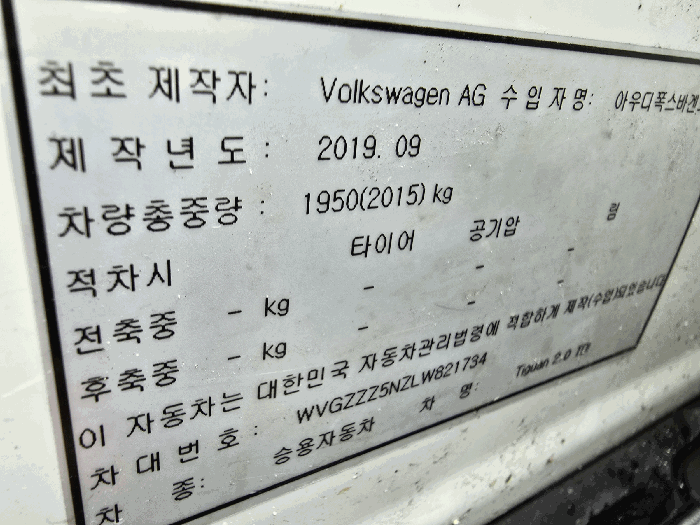 최초 제작자: Volkswagen AG 수 입 자 명: 아우디폭스바겐
제 작 년 도 : 2019. 09
차량총중량 : 1950(2015) kg
적차시 타이어 공기압 림
전축중 - kg - - -
후축중 - kg - -
이 자동차는 대한민국 자동차관리법령에 적합하게 제작(수입)되었습니다
차 대 번 호 : WVGZZZ5NZLW821734
차 종: 승용자동차 차 명: Tiguan 2.0 TDI